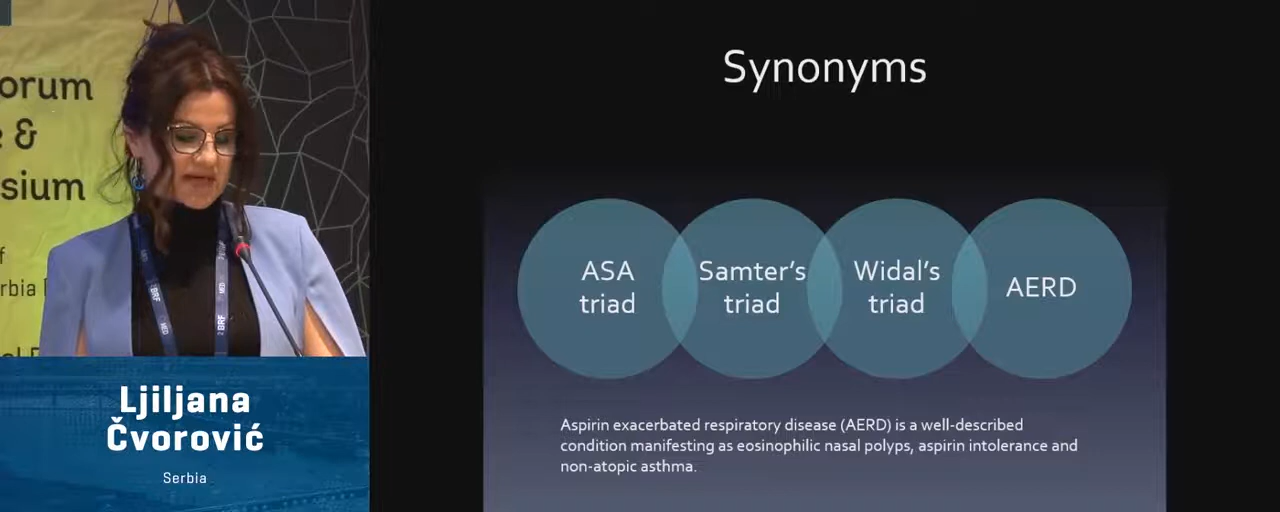 orum
&
sium
f
rbia
Ljiljana
Čvorović
Serbia
Synonyms
ASA
triad
Samter's
triad
Widal's
triad
AERD
Aspirin exacerbated respiratory disease (AERD) is a well-described
condition manifesting as eosinophilic nasal polyps, aspirin intolerance and
non-atopic asthma.